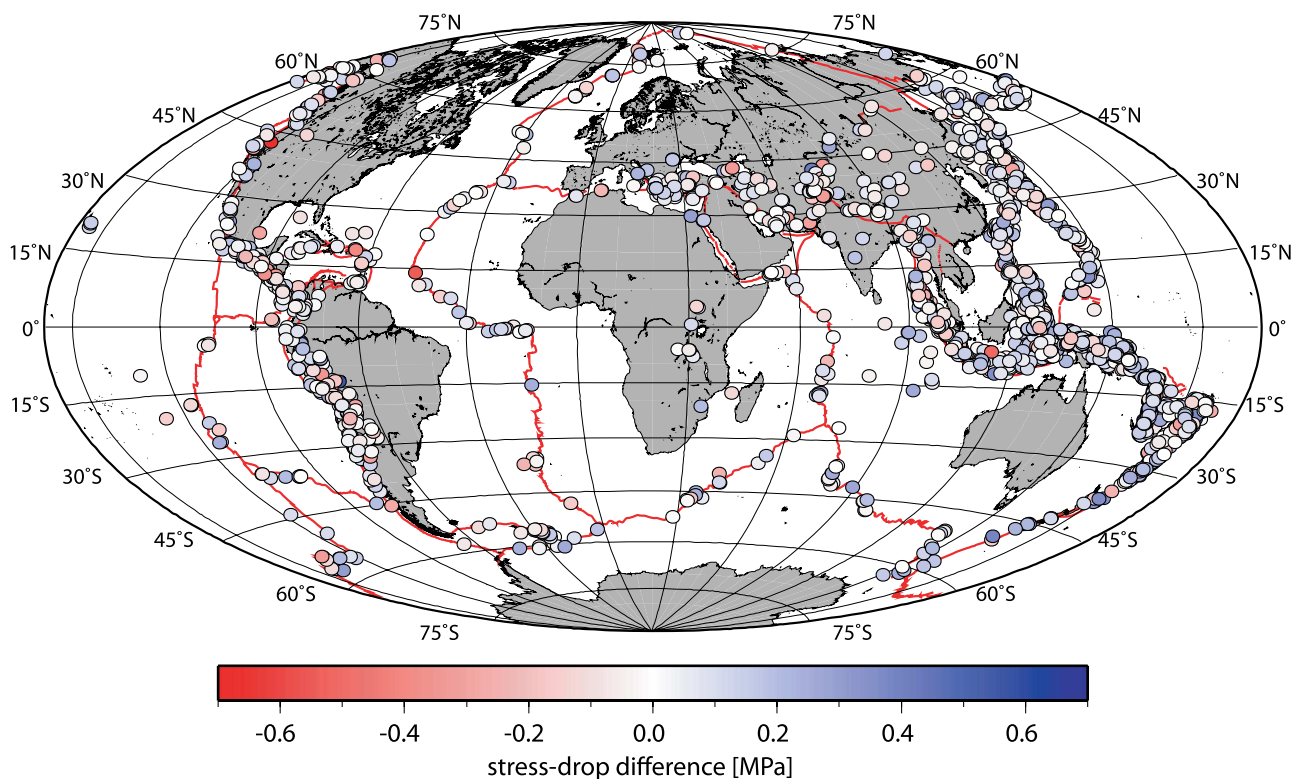 75˚N 75˚N
60˚N 60˚N
45˚N 45˚N
30˚N 30˚N
15˚N 15˚N
0˚ 0˚
15˚S 15˚S
30˚S 30˚S
45˚S 45˚S
60˚S 60˚S
75˚S 75˚S
-0.6 -0.4 -0.2 0.0 0.2 0.4 0.6
stress-drop difference [MPa]